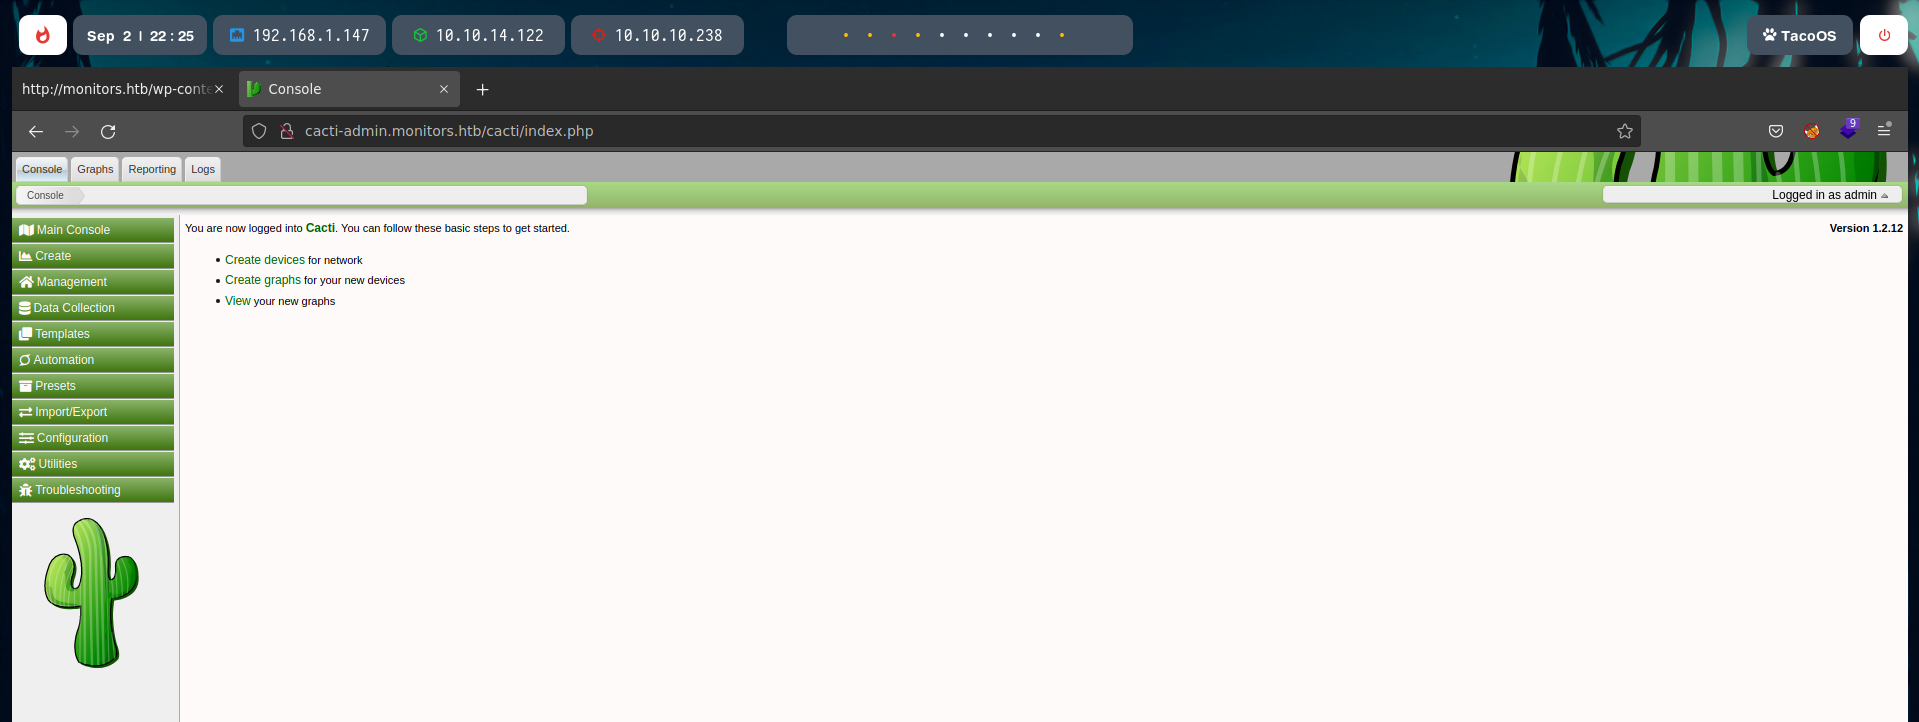 Sep 2 | 22:25 192.168.1.147 10.10.14.122 10.10.10.238 TacoOS
http://monitors.htb/wp-conte Console
cacti-admin.monitors.htb/cacti/index.php 9
Console Graphs Reporting Logs
Console Logged in as admin
Main Console
Create
Management
Data Collection
Templates
Automation
Presets
Import/Export
Configuration
Utilities
Troubleshooting
You are now logged into Cacti. You can follow these basic steps to get started. Version 1.2.12
Create devices for network
Create graphs for your new devices
View your new graphs